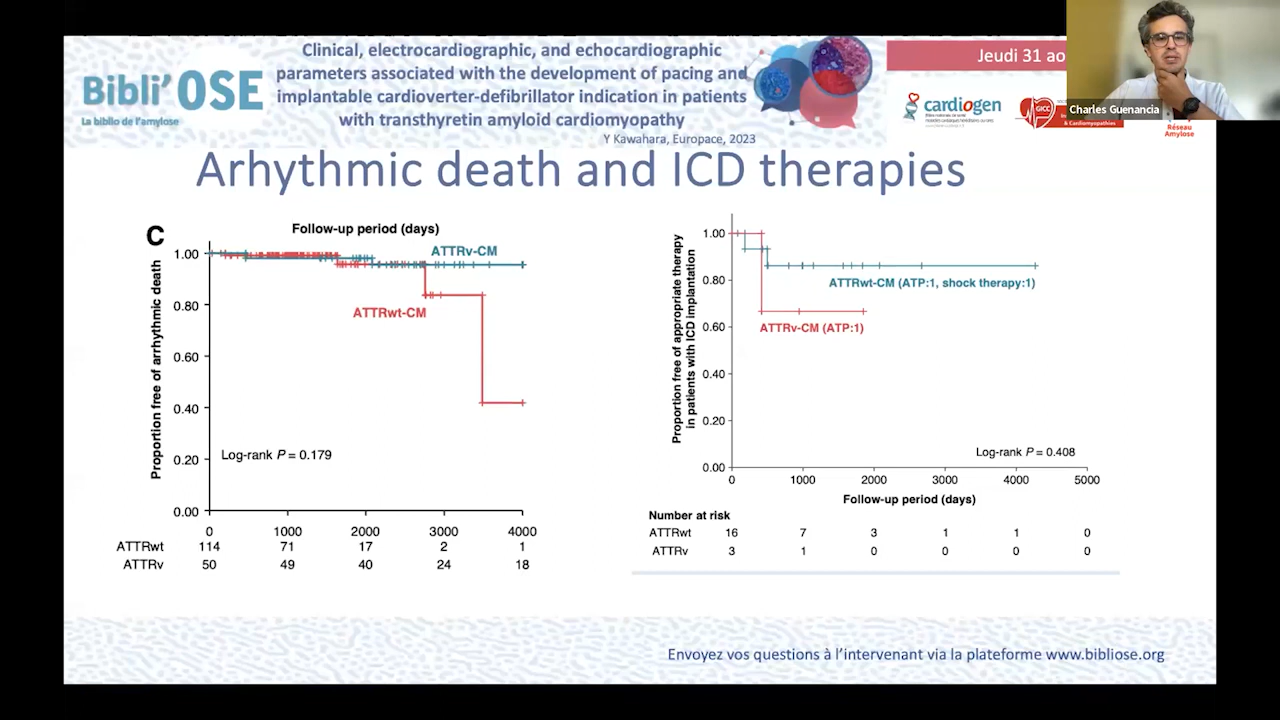 Bibli'OSE
La biblio de l'amylose
Clinical, electrocardiographic, and echocardiographic
parameters associated with the development of pacing and
implantable cardioverter-defibrillator indication in patients
with transthyretin amyloid cardiomyopathy
Y Kawahara, Europace, 2023
Jeudi 31 ao
cardiogen
GICC
& Cardiomyopathies
Réseau
Amylose
Charles Guenancia
Arhythmic death and ICD therapies
C
Follow-up period (days)
Proportion free of arrhythmic death
1.00
0.80
0.60
0.40
0.20
0.00
ATTRv-CM
ATTRwt-CM
Log-rank P = 0.179
0 1000 2000 3000 4000
ATTRwt 114 71 17 2 1
ATTRv 50 49 40 24 18
Proportion free of appropriate therapy
in patients with ICD implantation
1.00
0.80
0.60
0.40
0.20
0.00
ATTRwt-CM (ATP:1, shock therapy:1)
ATTRv-CM (ATP:1)
Log-rank P = 0.408
0 1000 2000 3000 4000 5000
Follow-up period (days)
Number at risk
ATTRwt 16 7 3 1 1 0
ATTRv 3 1 0 0 0 0
Envoyez vos questions à l'intervenant via la plateforme www.bibliose.org